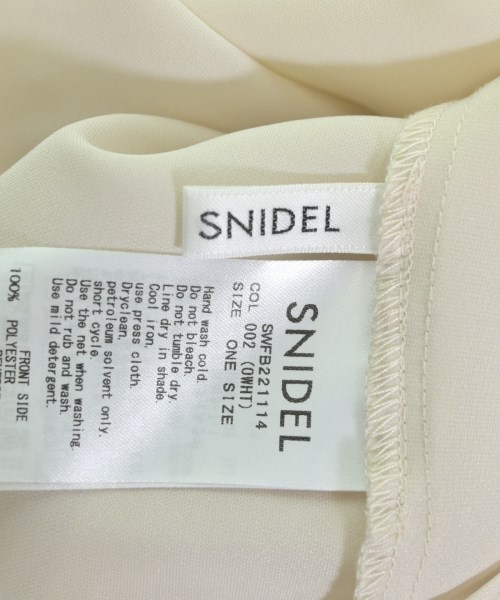 SNIDEL
SNIDEL
SWFB221114
COL 002 (OWHT)
SIZE ONE SIZE
Hand wash cold.
Do not bleach.
Do not tumble dry.
Line dry in shade.
Cool iron.
use press cloth.
Dryclean.
petroleum solvent only.
short cycle.
Use the net when washing.
Do not rub and wash.
Use mild detergent.
FRONT SIDE
100% POLYESTER